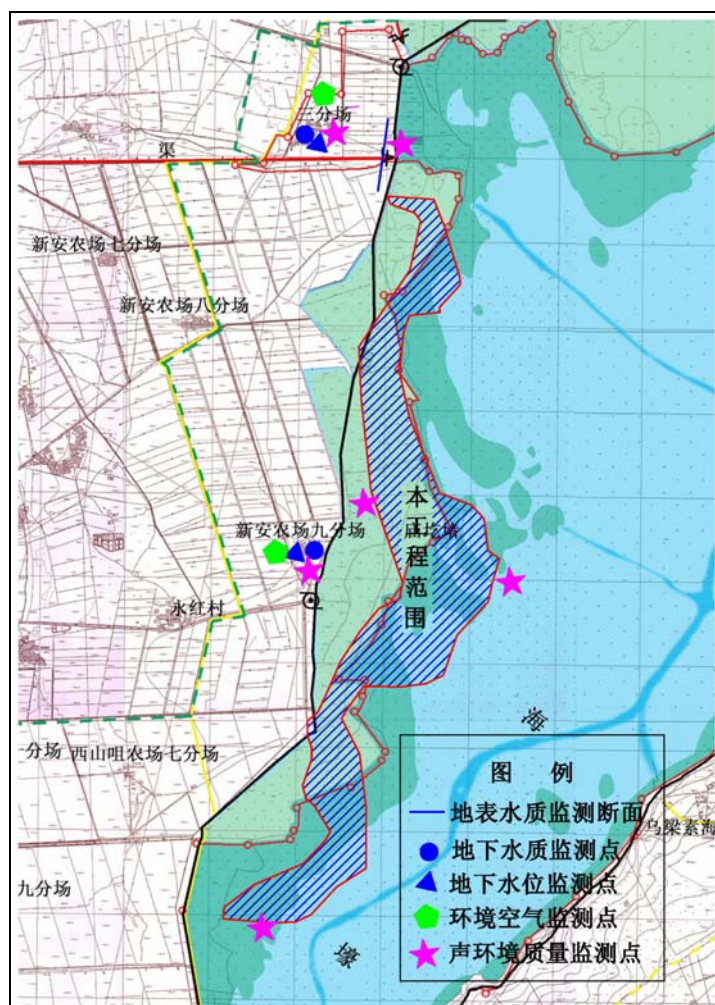 三分场
渠
新安农场七分场
新安农场八分场
本工程范围
新安农场九分场
永红村
海
分场
西山咀农场七分场
图 例
地表水质监测断面
乌梁素海
地下水质监测点
地下水位监测点
九分场
环境空气监测点
声环境质量监测点
壕